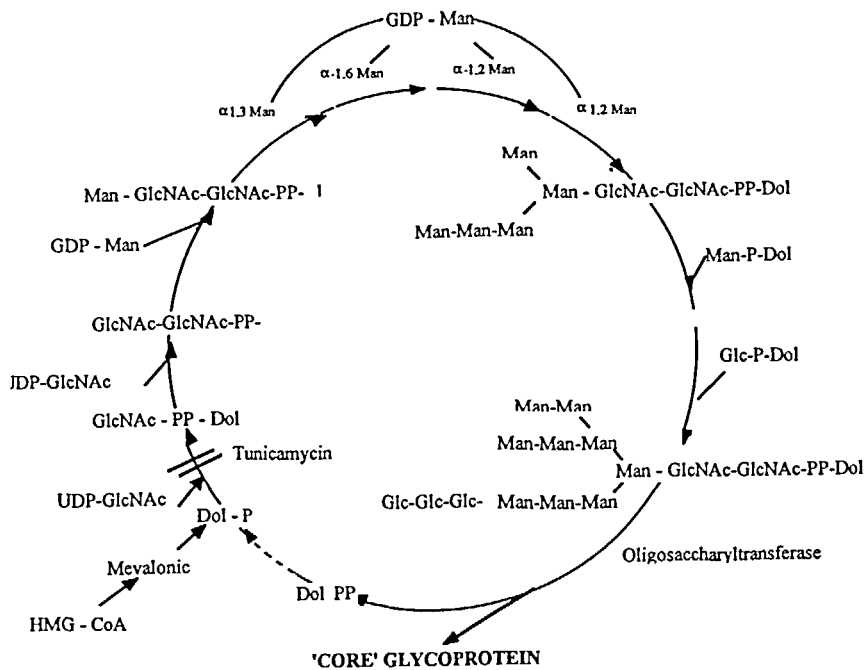 GDP - Man
α-1,6 Man
α-1,2 Man
α1,3 Man
α1,2 Man
Man
Man - GlcNAc-GlcNAc-PP- l
Man - GlcNAc-GlcNAc-PP-Dol
Man-Man-Man
GDP - Man
Man-P-Dol
GlcNAc-GlcNAc-PP-
Glc-P-Dol
JDP-GlcNAc
GlcNAc - PP - Dol
Man-Man
Man-Man-Man
Tunicamycin
Man - GlcNAc-GlcNAc-PP-Dol
UDP-GlcNAc
Glc-Glc-Glc- Man-Man-Man
Dol - P
Oligosaccharyltransferase
Mevalonic
Dol PP
HMG - CoA
'CORE' GLYCOPROTEIN